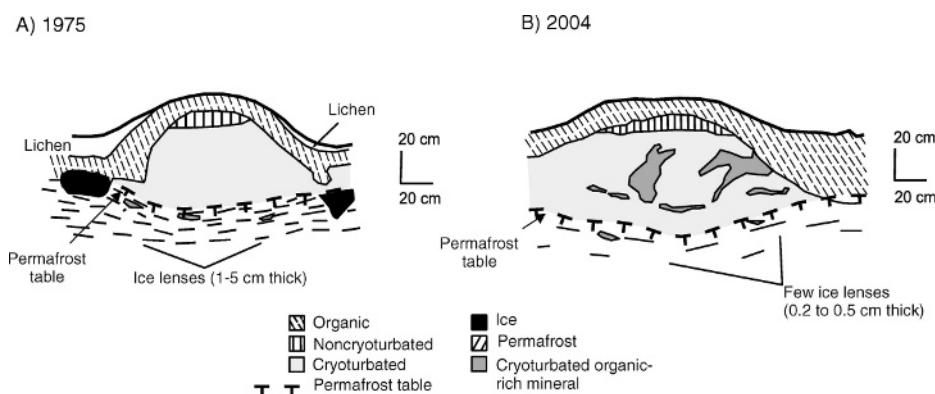 A) 1975
B) 2004
Lichen
Lichen
20 cm
20 cm
Permafrost
table
Ice lenses (1-5 cm thick)
20 cm
20 cm
Permafrost
table
Few ice lenses
(0.2 to 0.5 cm thick)
Organic
Noncryoturbated
Cryoturbated
Permafrost table
Ice
Permafrost
Cryoturbated organic-
rich mineral